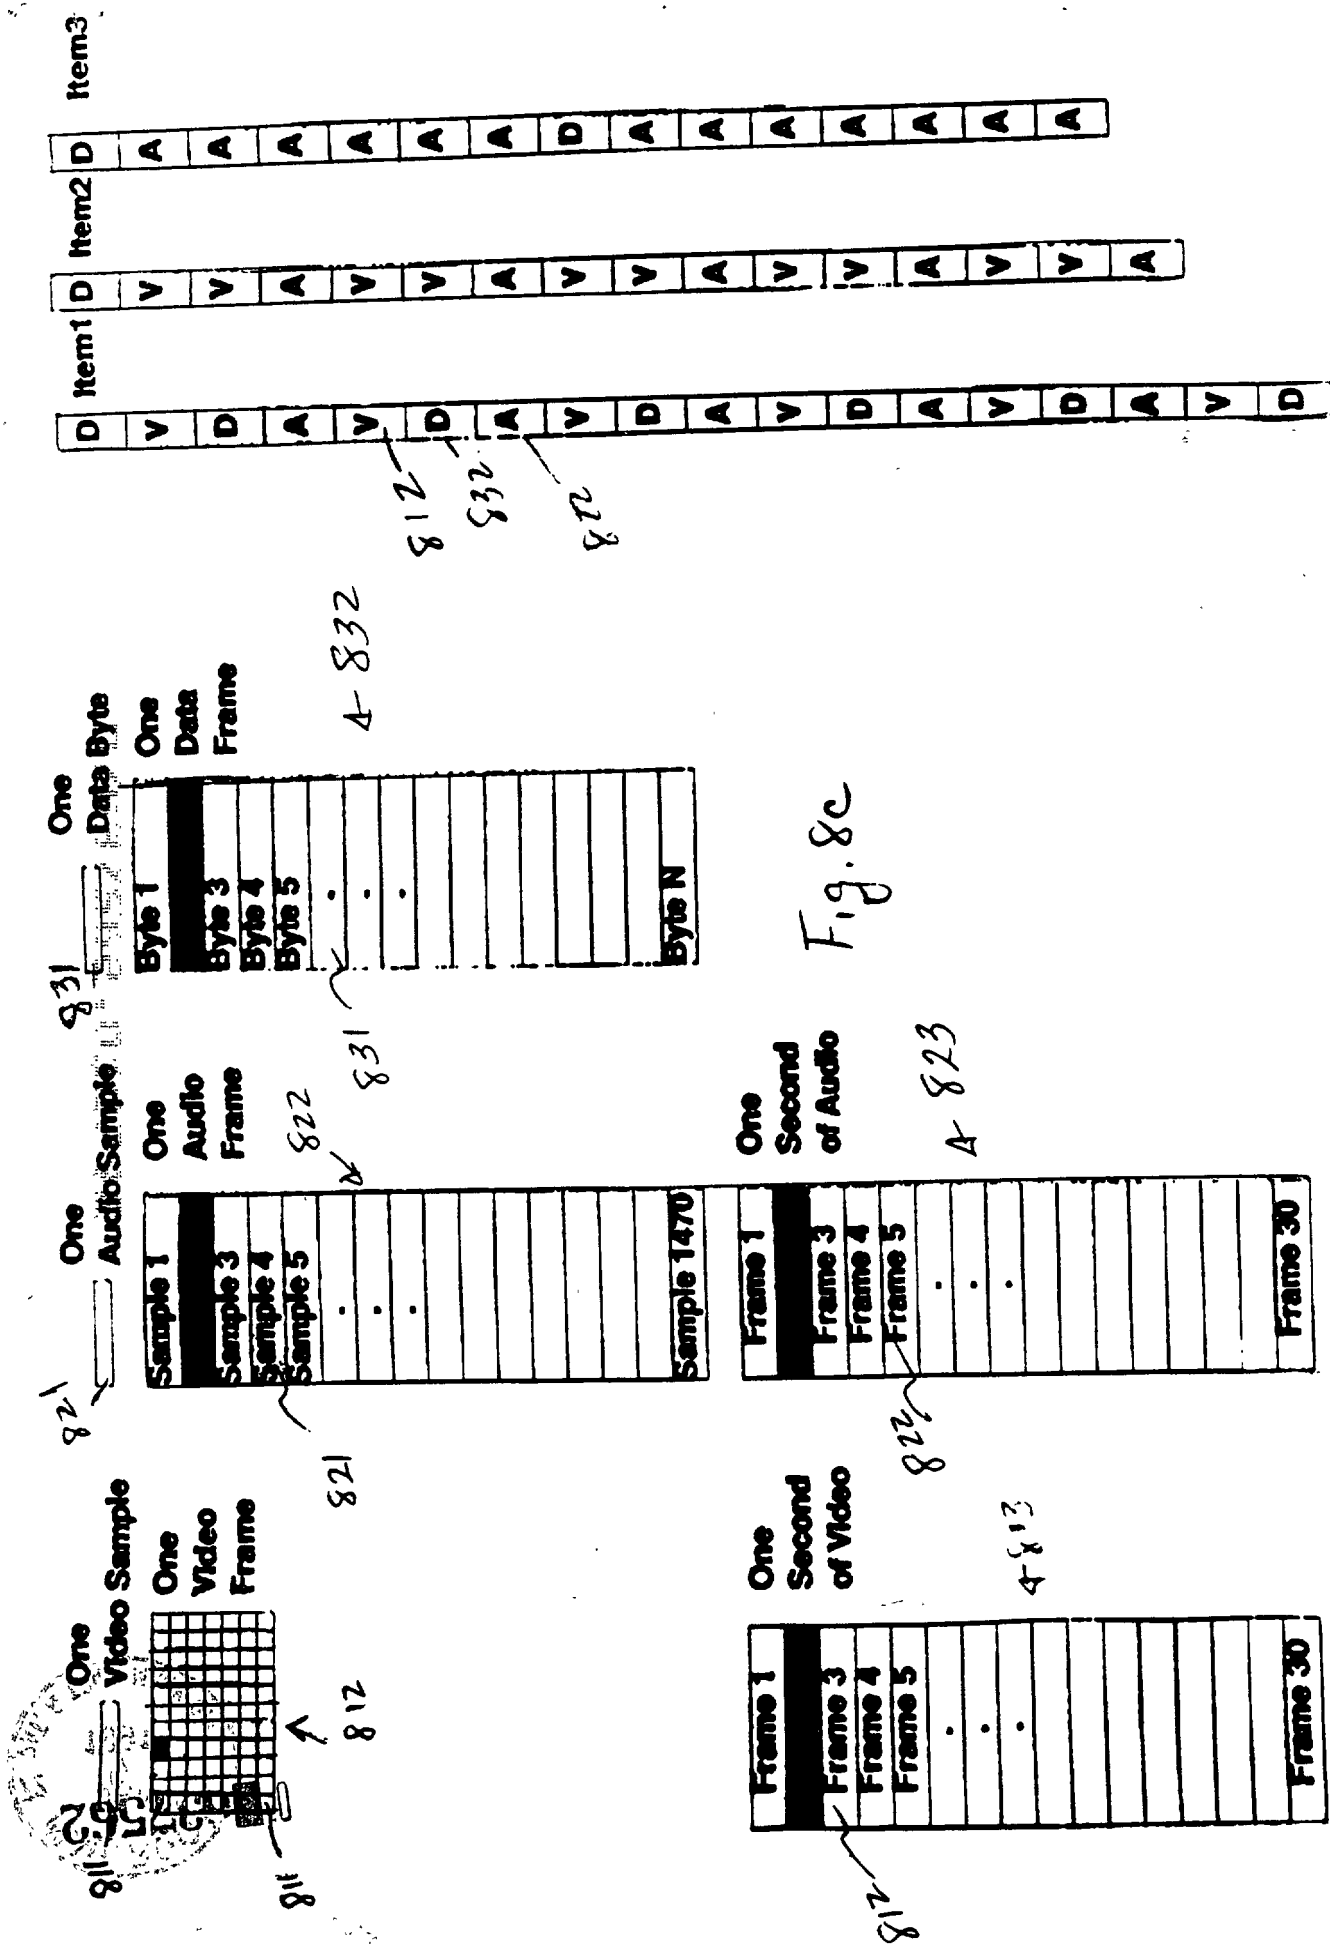 811
One
Video Sample
One
Video
Frame
811
812
821
One
Audio Sample
Sample 1
Sample 3
Sample 4
Sample 5
.
.
.
Sample 1470
One
Audio
Frame
822
821
831
One
Data Byte
Byte 1
Byte 3
Byte 4
Byte 5
.
.
.
Byte N
One
Data
Frame
832
831
Frame 1
Frame 3
Frame 4
Frame 5
.
.
.
Frame 30
One
Second
of Video
813
812
Frame 1
Frame 3
Frame 4
Frame 5
.
.
.
Frame 30
One
Second
of Audio
823
822
Fig. 8c
D
V
D
A
V
D
A
V
D
A
V
D
A
V
D
A
V
D
Item1
812
832
822
D
V
V
A
V
V
A
V
V
A
V
V
A
V
V
A
Item2
D
A
A
A
A
A
A
D
A
A
A
A
A
A
A
Item3